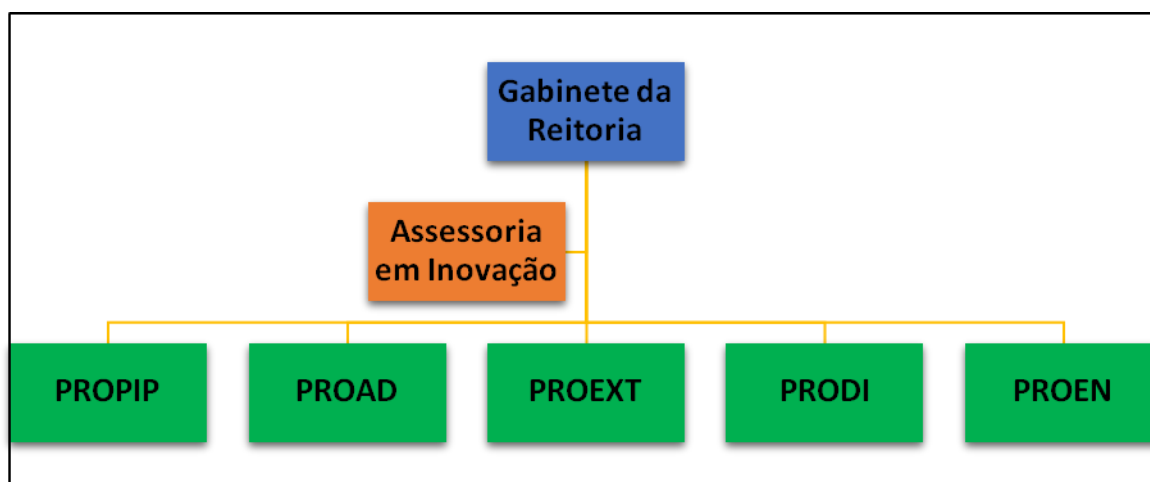 Gabinete da
Reitoria
Assessoria
em Inovação
PROPIP
PROAD
PROEXT
PRODI
PROEN